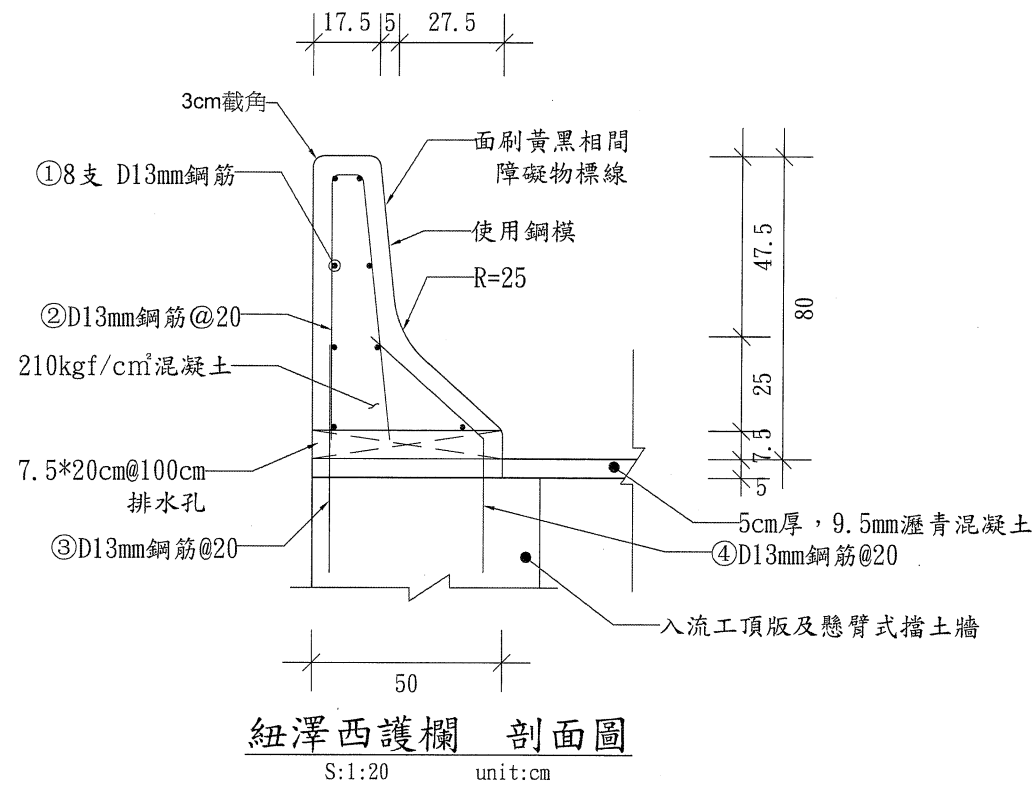 17.5
5
27.5
3cm截角
面刷黃黑相間
障礙物標線
①8支 D13mm鋼筋
使用鋼模
R=25
②D13mm鋼筋@20
210kgf/c㎡混凝土
7.5*20cm@100cm
排水孔
③D13mm鋼筋@20
47.5
80
25
7.5
5
5cm厚，9.5mm瀝青混凝土
④D13mm鋼筋@20
入流工頂版及懸臂式擋土牆
50
紐澤西護欄 剖面圖
S:1:20 unit:cm